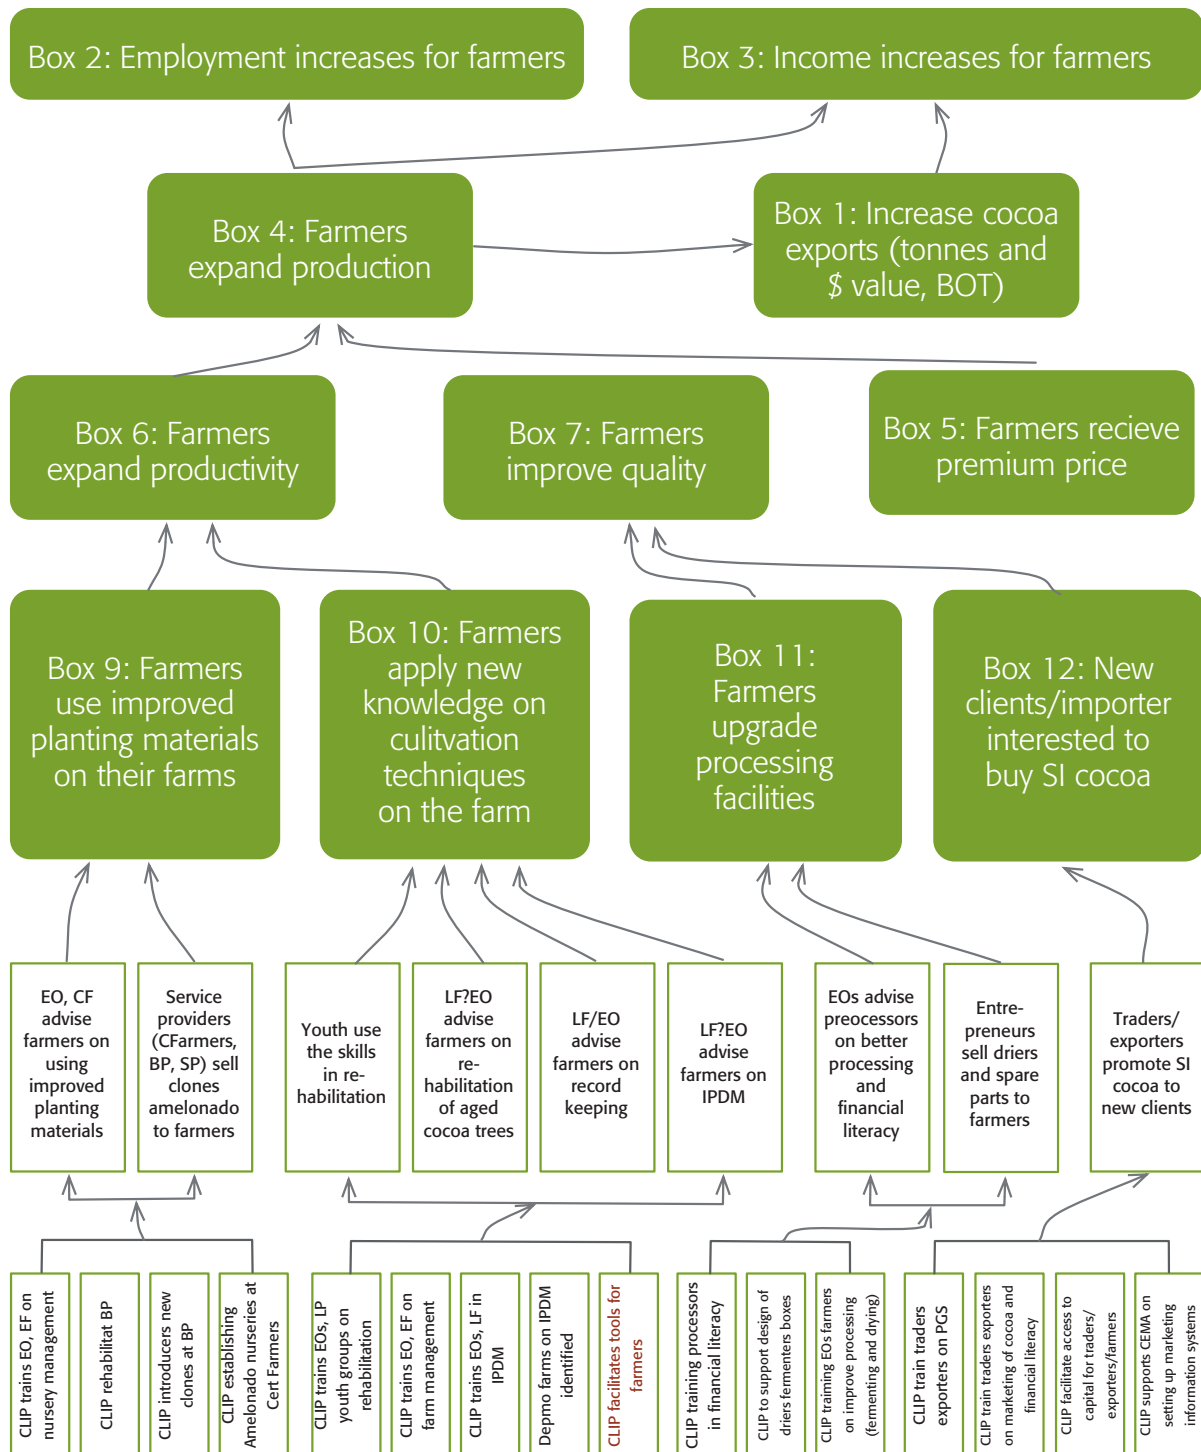 Box 2: Employment increases for farmers
Box 3: Income increases for farmers
Box 4: Farmers
expand production
Box 1: Increase cocoa
exports (tonnes and
$ value, BOT)
Box 6: Farmers
expand productivity
Box 7: Farmers
improve quality
Box 5: Farmers recieve
premium price
Box 9: Farmers
use improved
planting materials
on their farms
Box 10: Farmers
apply new
knowledge on
culitvation
techniques
on the farm
Box 11:
Farmers
upgrade
processing
facilities
Box 12: New
clients/importer
interested to
buy SI cocoa
EO, CF
advise
farmers on
using
improved
planting
materials
Service
providers
(CFarmers,
BP, SP) sell
clones
amelonado
to farmers
Youth use
the skills
in re-
habilitation
LF?EO
advise
farmers on
re-
habilitation
of aged
cocoa trees
LF/EO
advise
farmers on
record
keeping
LF?EO
advise
farmers on
IPDM
EOs advise
preocessors
on better
processing
and
financial
literacy
Entre-
preneurs
sell driers
and spare
parts to
farmers
Traders/
exporters
promote SI
cocoa to
new clients
CLIP trains EO, EF on
nursery management
CLIP rehabilitat BP
CLIP introducers new
clones at BP
CLIP establishing
Amelonado nurseries at
Cert Farmers
CLIP trains EOs, LP
youth groups on
rehabilitation
CLIP trains EO, EF on
farm management
CLIP trains EOs, LF in
IPDM
Depmo farms on IPDM
identified
CLIP facilitates tools for
farmers
CLIP training processors
in financial literacy
CLIP to support design of
driers fermenters boxes
CLIP traiming EOs farmers
on improve processing
(fermenting and drying)
CLIP train traders
exporters on PGS
CLIP train traders exporters
on marketing of cocoa and
financial literacy
CLIP facilitate access to
capital for traders/
exporters/farmers
CLIP supports CEMA on
setting up marketing
information systems